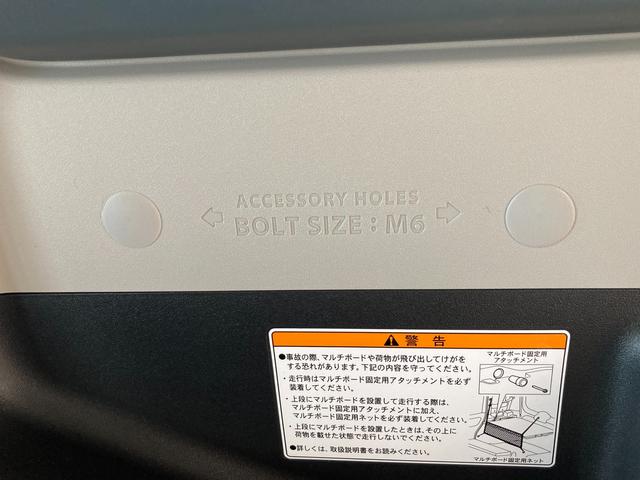 ACCESSORY HOLES
BOLT SIZE : M6
警告
●事故の際、マルチボードや荷物が飛び出してけがを
する恐れがあります。下記の内容を守ってください。
・走行時はマルチボード固定用アタッチメントを必ず
装着してください。
・上段にマルチボードを設置して走行する際は、
マルチボード固定用アタッチメントに加え、
マルチボード固定用ネットを必ず装着してください。
・上段にマルチボードを設置したときは、その上に
荷物を載せた状態で走行しないでください。
●詳しくは、取扱説明書をお読みください。
マルチボード固定用
アタッチメント
マルチボード固定用ネット